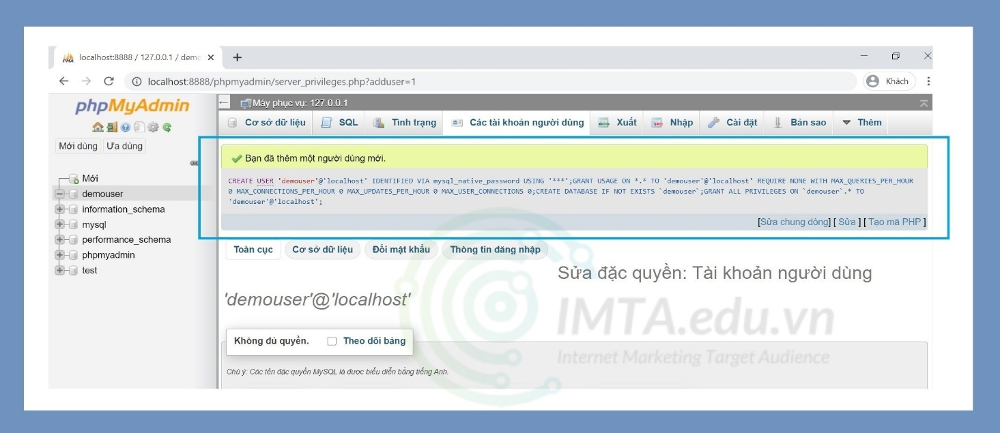 localhost:8888 / 127.0.0.1 / demo
localhost:8888/phpmyadmin/server_privileges.php?adduser=1
Khách
phpMyAdmin
Mới dùng Ưa dùng
Mới
demouser
information_schema
mysql
performance_schema
phpmyadmin
test
Máy phục vụ: 127.0.0.1
Cơ sở dữ liệu SQL Tình trạng Các tài khoản người dùng Xuất Nhập Cài đặt Bản sao Thêm
Bạn đã thêm một người dùng mới.
CREATE USER 'demouser'@'localhost' IDENTIFIED VIA mysql_native_password USING '***';GRANT USAGE ON *.* TO 'demouser'@'localhost' REQUIRE NONE WITH MAX_QUERIES_PER_HOUR
0 MAX_CONNECTIONS_PER_HOUR 0 MAX_UPDATES_PER_HOUR 0 MAX_USER_CONNECTIONS 0;CREATE DATABASE IF NOT EXISTS `demouser`;GRANT ALL PRIVILEGES ON `demouser`.* TO
'demouser'@'localhost';
[Sửa chung dòng] [ Sửa ] [ Tạo mã PHP ]
Toàn cục Cơ sở dữ liệu Đổi mật khẩu Thông tin đăng nhập
Sửa đặc quyền: Tài khoản người dùng
'demouser'@'localhost'
IMTA.edu.vn
Internet Marketing Target Audience
Không đủ quyền. Theo dõi bảng
Chú ý: Các tên đặc quyền MySQL là được biểu diễn bằng tiếng Anh.